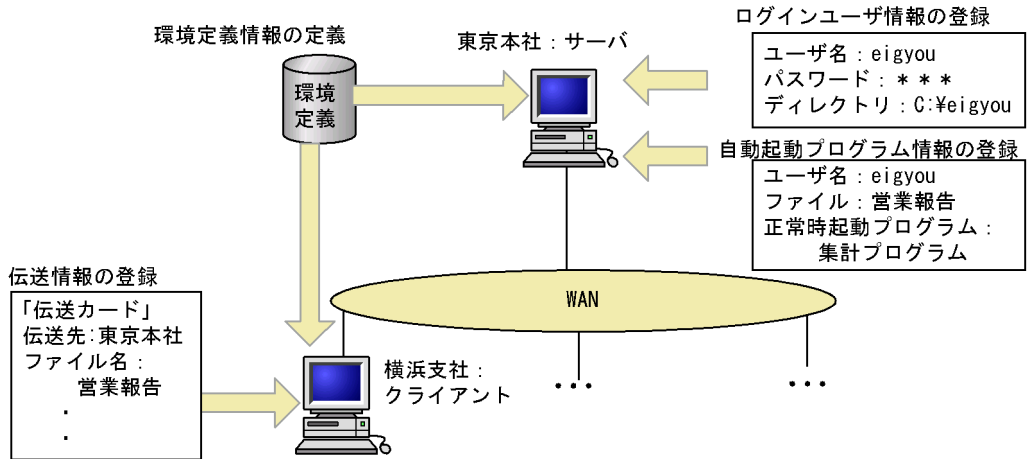 環境定義情報の定義
環境
定義
東京本社：サーバ
ログインユーザ情報の登録
ユーザ名：eigyou
パスワード：＊＊＊
ディレクトリ：C:¥eigyou
自動起動プログラム情報の登録
ユーザ名：eigyou
ファイル：営業報告
正常時起動プログラム：
集計プログラム
伝送情報の登録
「伝送カード」
伝送先:東京本社
ファイル名：
営業報告
・
・
WAN
横浜支社：
クライアント
•••
•••